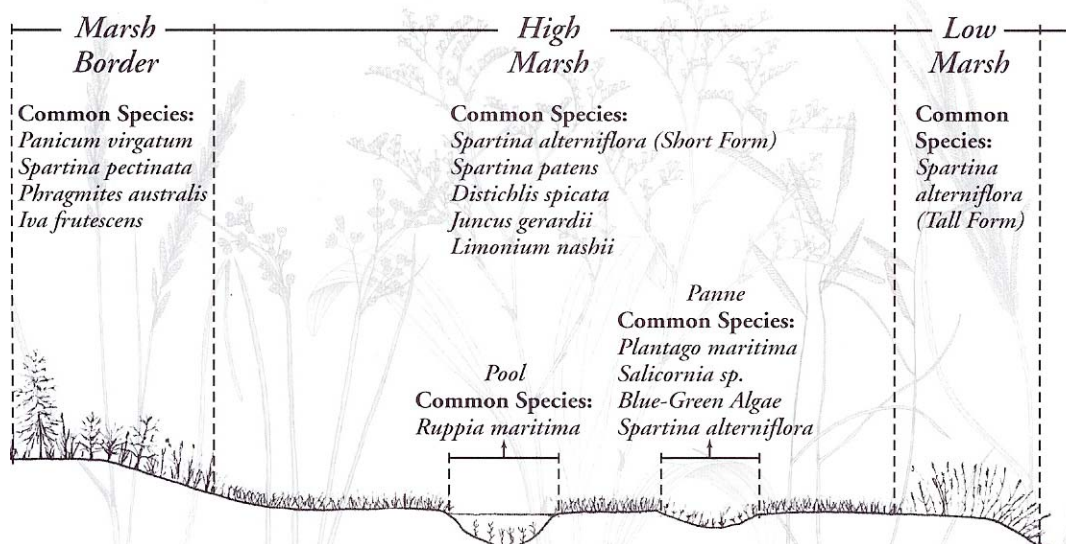 Marsh
Border
Common Species:
Panicum virgatum
Spartina pectinata
Phragmites australis
Iva frutescens
High
Marsh
Common Species:
Spartina alterniflora (Short Form)
Spartina patens
Distichlis spicata
Juncus gerardii
Limonium nashii
Pool
Common Species:
Ruppia maritima
Panne
Common Species:
Plantago maritima
Salicornia sp.
Blue-Green Algae
Spartina alterniflora
Low
Marsh
Common
Species:
Spartina
alterniflora
(Tall Form)